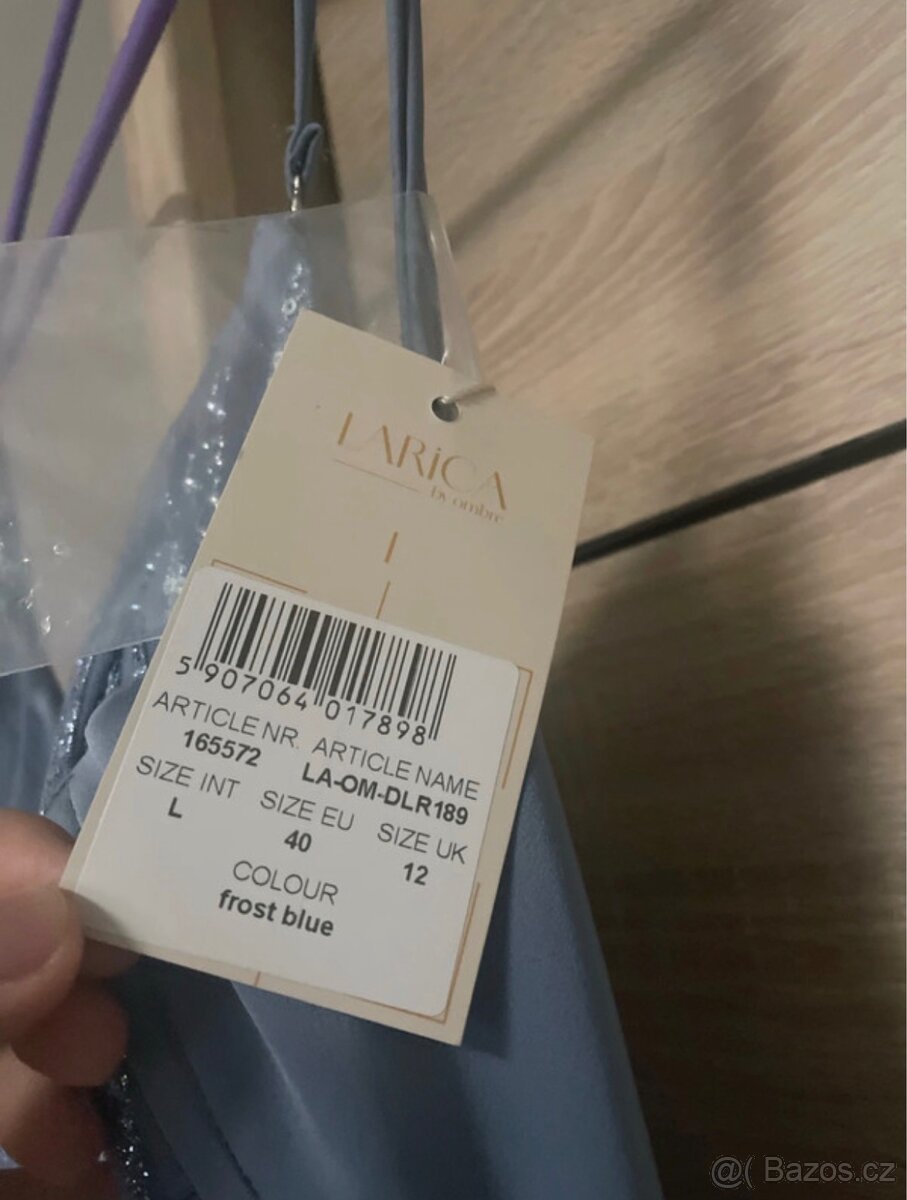 LARiCA
by ombre
5 907064 017898
ARTICLE NR. ARTICLE NAME
165572 LA-OM-DLR189
SIZE INT SIZE EU SIZE UK
L 40 12
COLOUR
frost blue
@( Bazos.cz